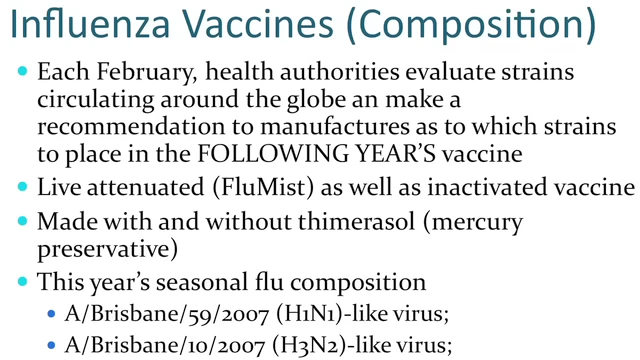 Influenza Vaccines (Composition)
• Each February, health authorities evaluate strains
circulating around the globe an make a
recommendation to manufactures as to which strains
to place in the FOLLOWING YEAR'S vaccine
• Live attenuated (FluMist) as well as inactivated vaccine
• Made with and without thimerasol (mercury
preservative)
• This year's seasonal flu composition
• A/Brisbane/59/2007 (H1N1)-like virus;
• A/Brisbane/10/2007 (H3N2)-like virus;